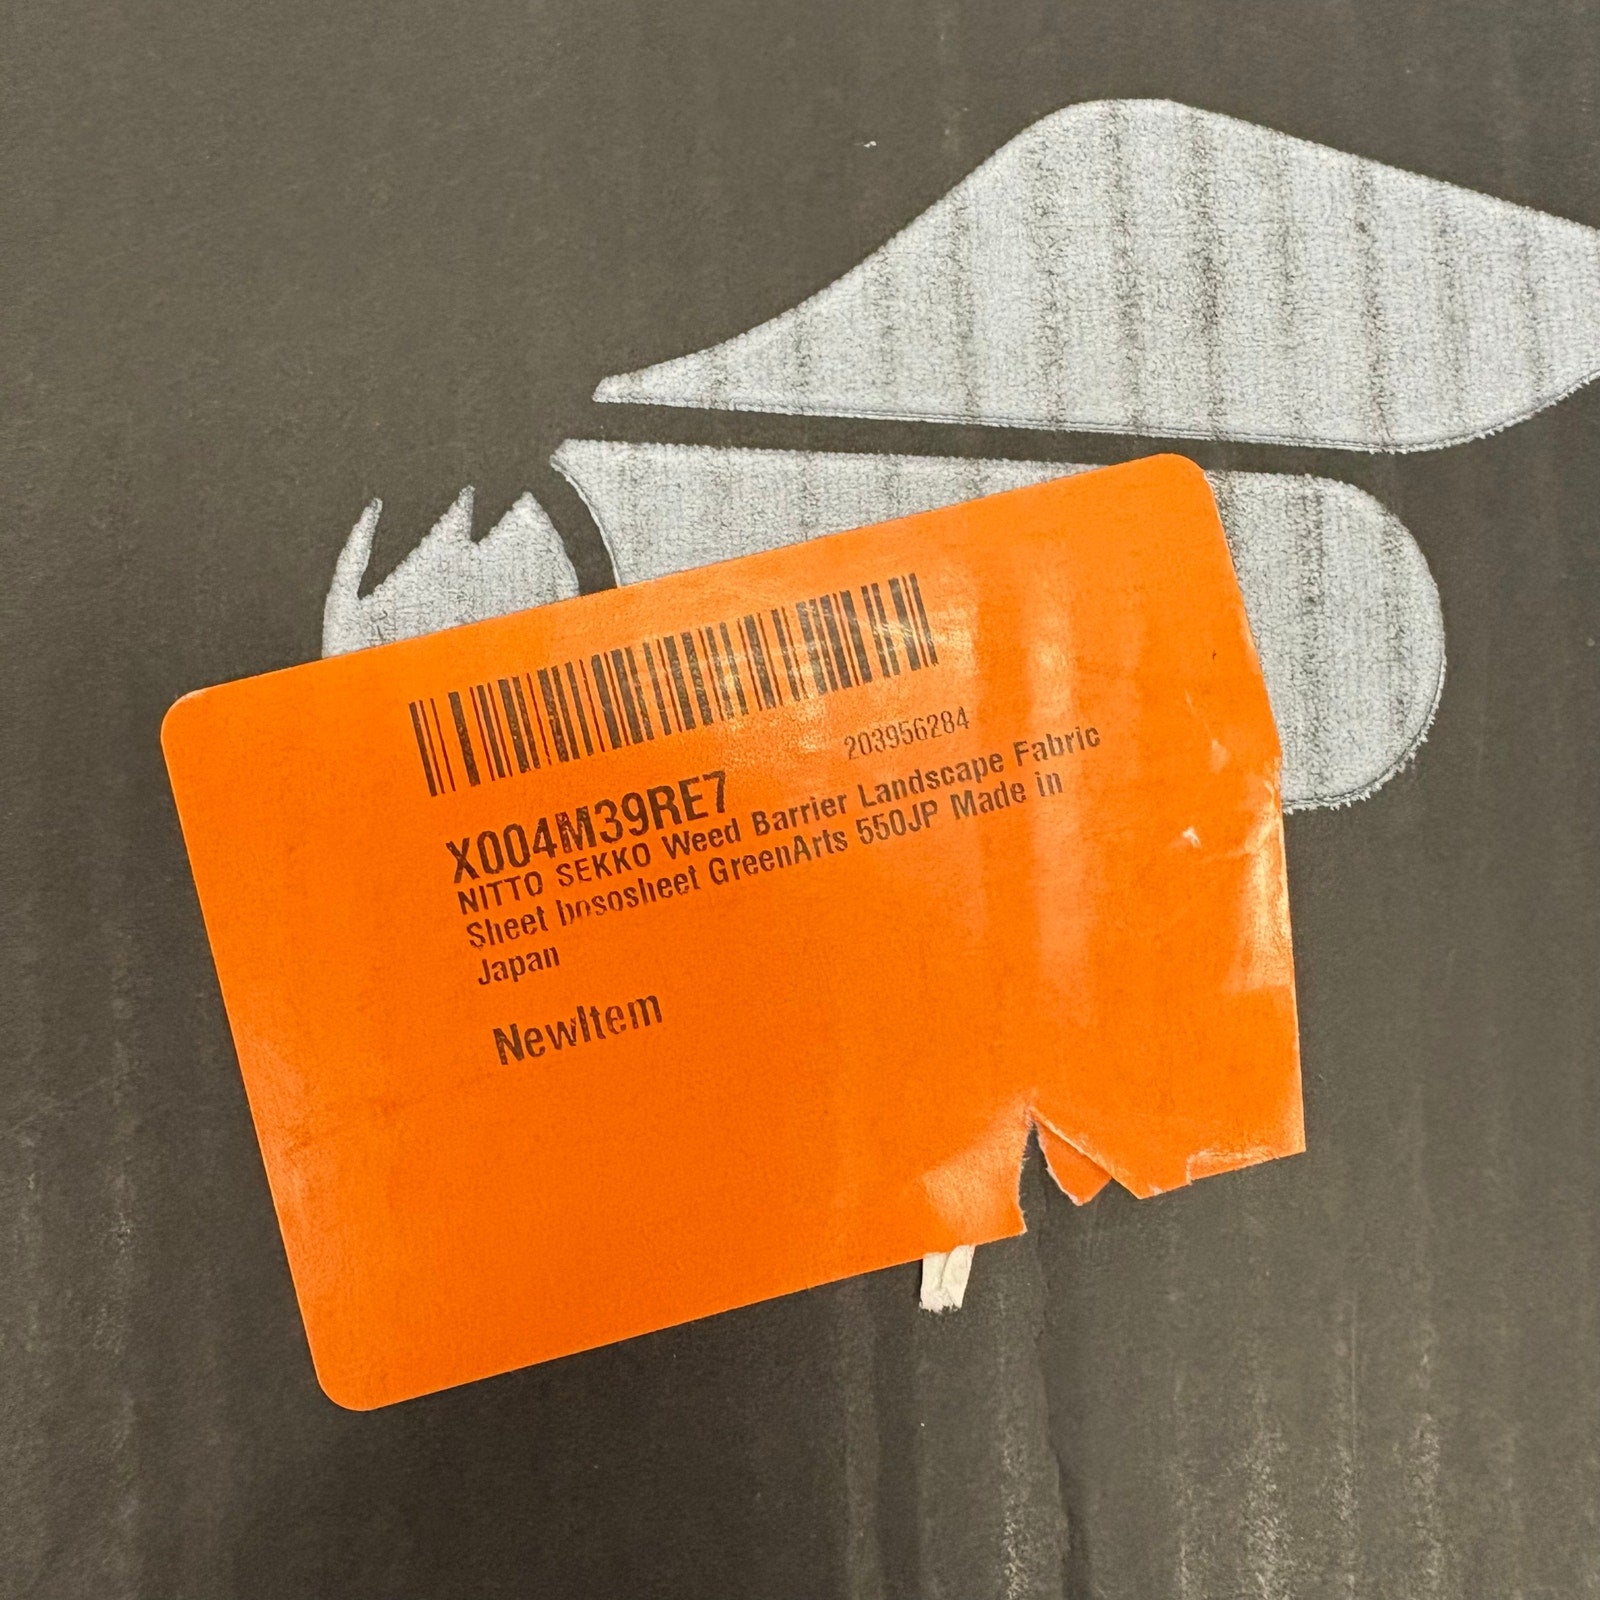 203956284
X004M39RE7
NITTO SEKKO Weed Barrier Landscape Fabric
Sheet bososheet GreenArts 550JP Made in
Japan
NewItem